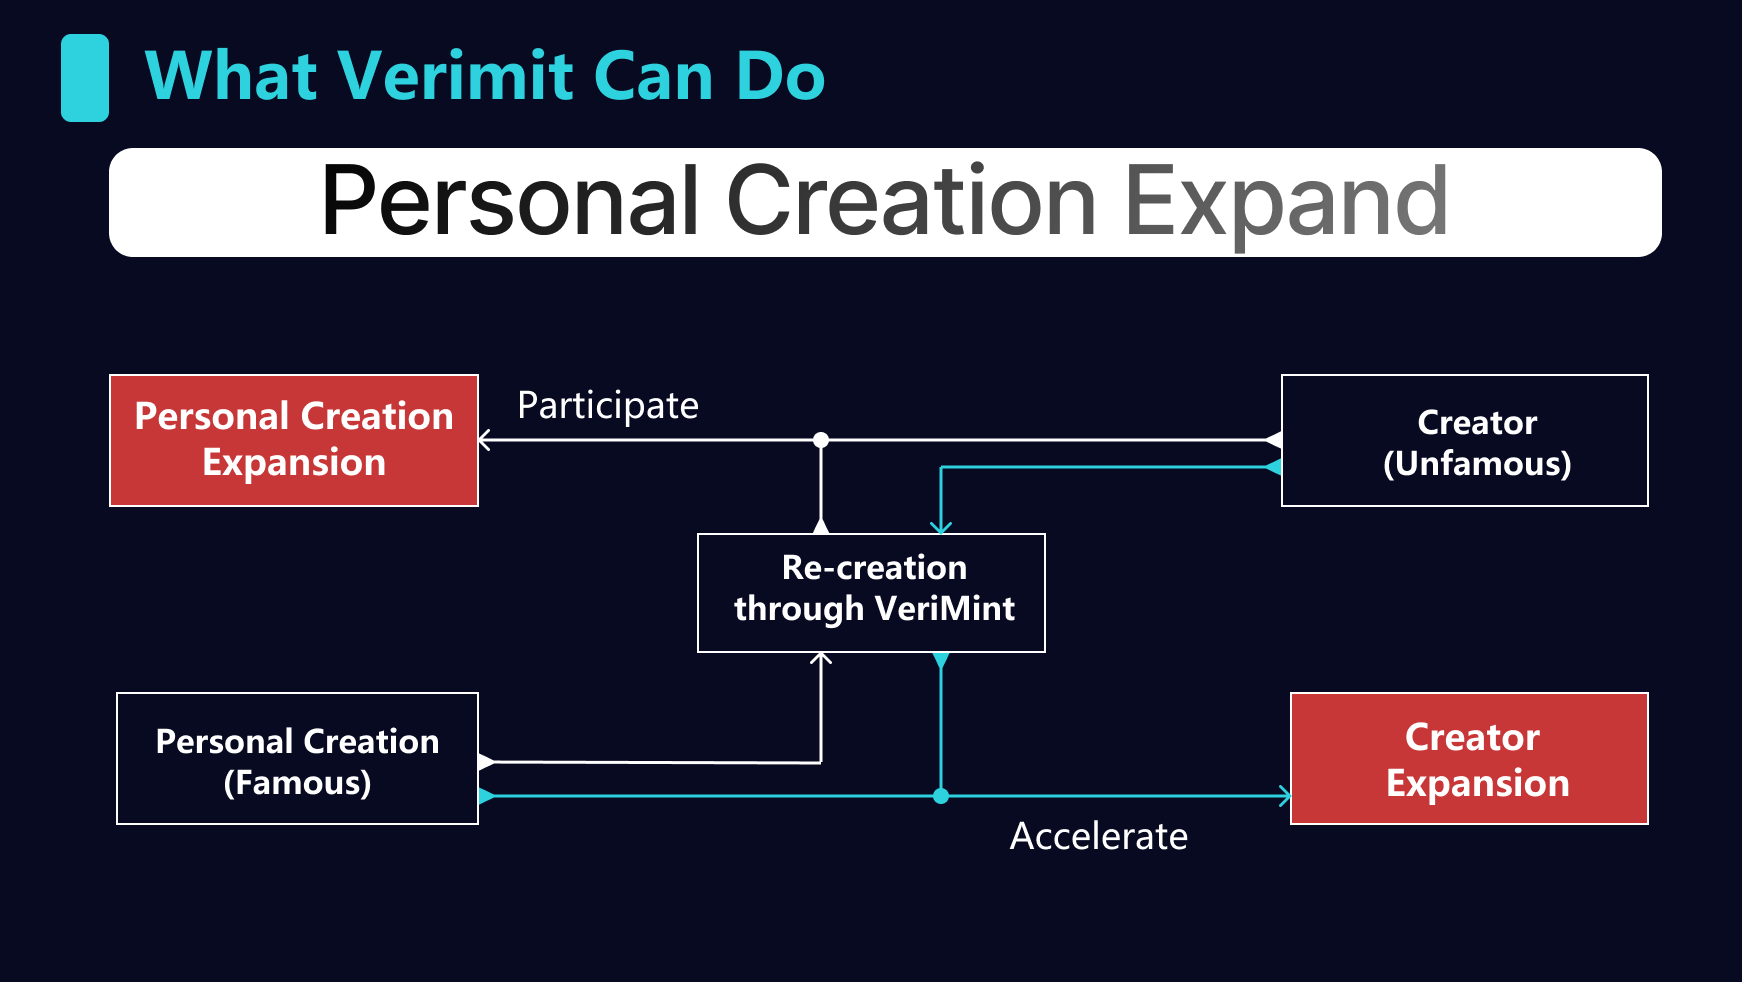 What Verimit Can Do
Personal Creation Expand
Personal Creation
Expansion
Participate
Creator
(Unfamous)
Re-creation
through VeriMint
Personal Creation
(Famous)
Creator
Expansion
Accelerate